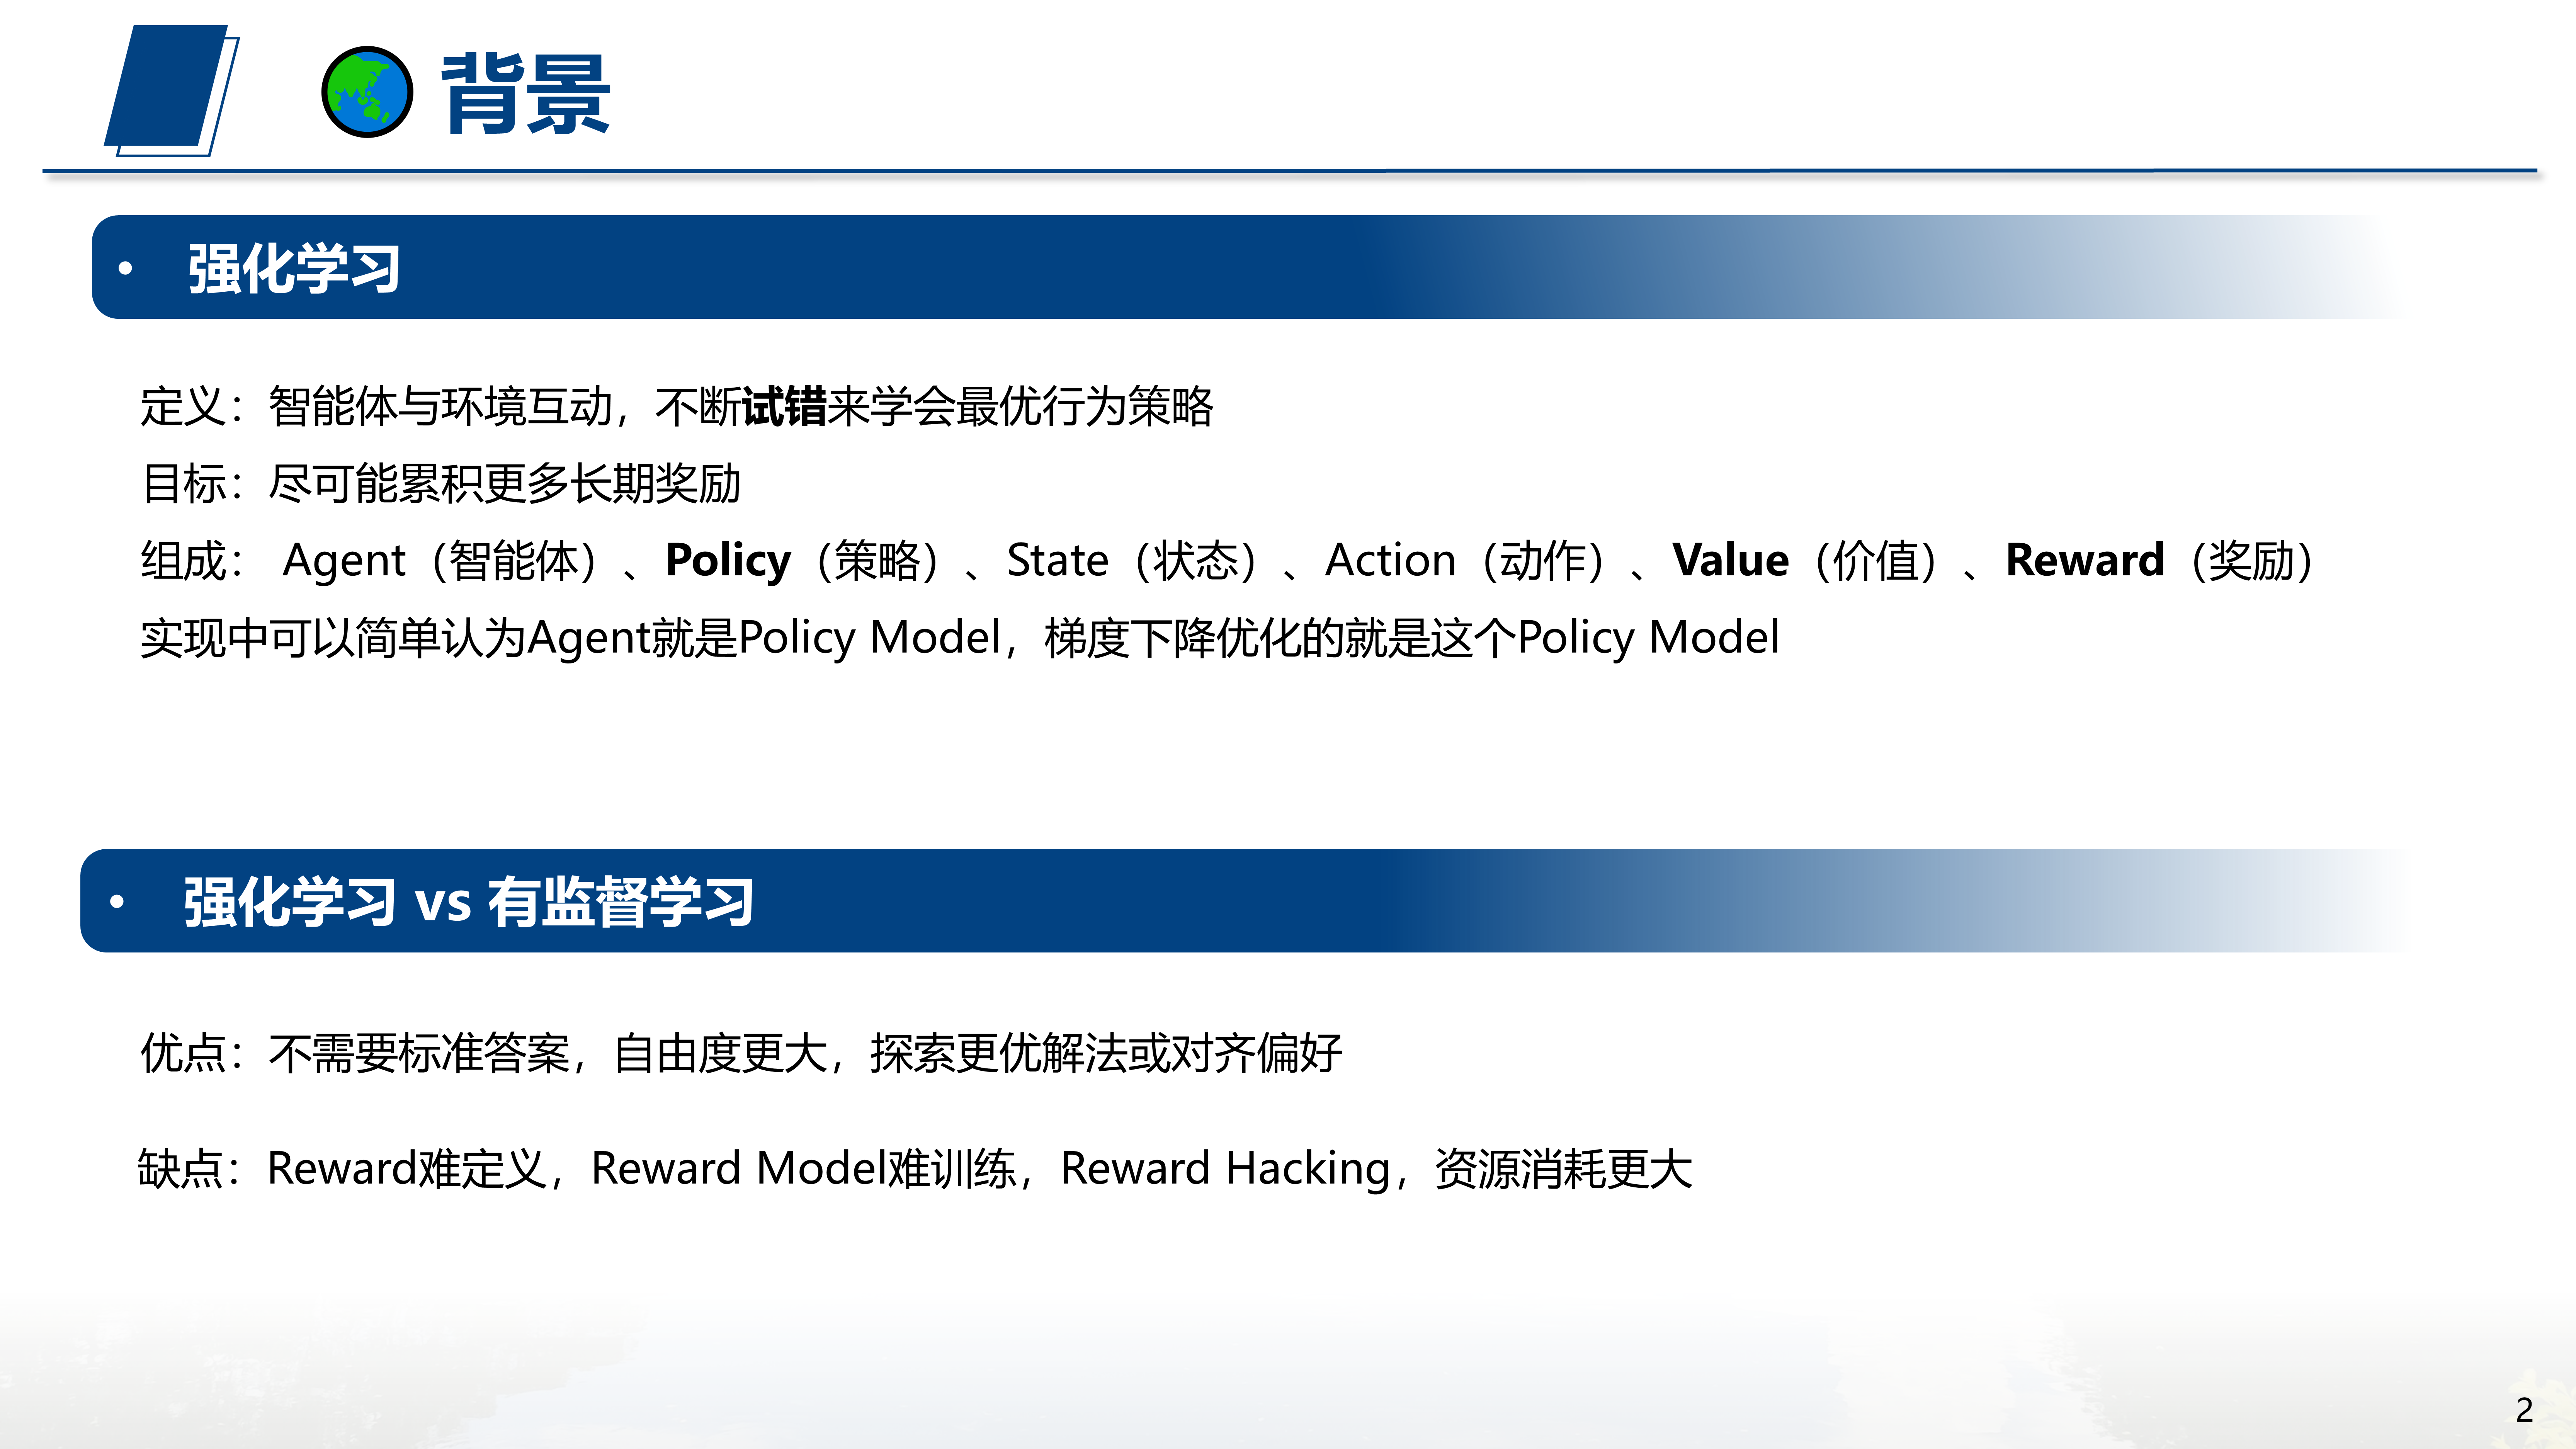 背景
• 强化学习
定义：智能体与环境互动，不断试错来学会最优行为策略
目标：尽可能累积更多长期奖励
组成： Agent（智能体）、Policy（策略）、State（状态）、Action（动作）、Value（价值）、Reward（奖励）
实现中可以简单认为Agent就是Policy Model，梯度下降优化的就是这个Policy Model
• 强化学习 vs 有监督学习
优点：不需要标准答案，自由度更大，探索更优解法或对齐偏好
缺点：Reward难定义，Reward Model难训练，Reward Hacking，资源消耗更大
2